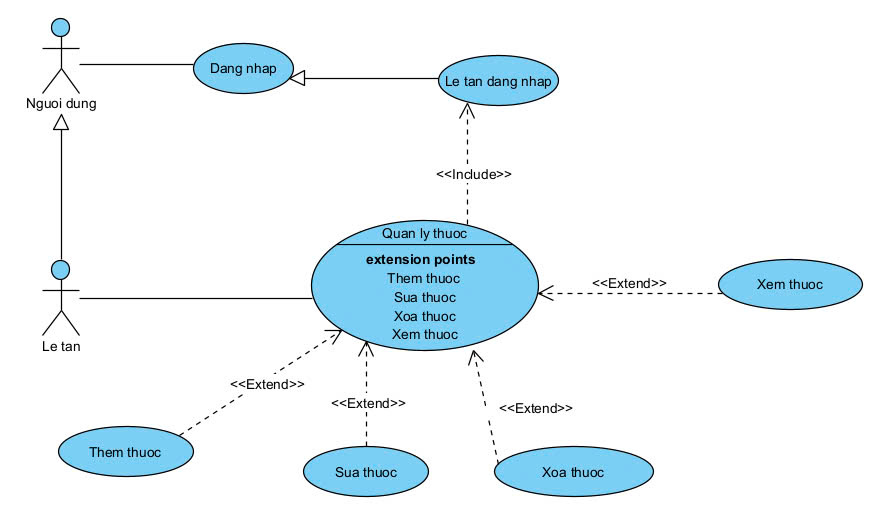 Dang nhap
Le tan dang nhap
Nguoi dung
<<Include>>
Quan ly thuoc
extension points
Them thuoc
Sua thuoc
Xoa thuoc
Xem thuoc
<<Extend>>
Xem thuoc
Le tan
<<Extend>>
<<Extend>>
<<Extend>>
Them thuoc
Sua thuoc
Xoa thuoc